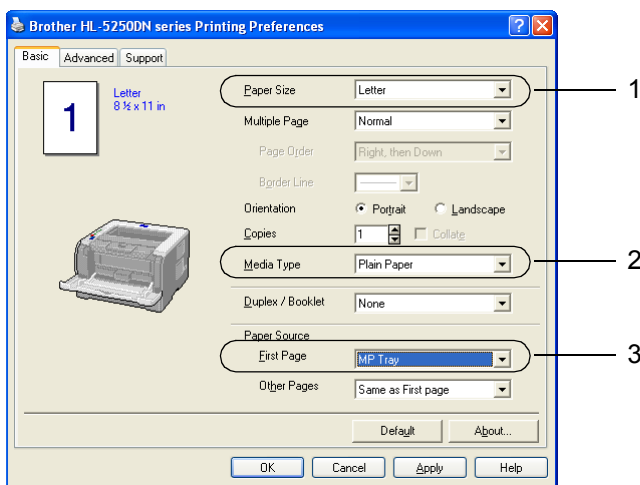 Brother HL-5250DN series Printing Preferences
Basic Advanced Support
1
Letter
8 ½ x 11 in
Paper Size Letter 1
Multiple Page Normal
Page Order Right, then Down
Border Line
Orientation Portrait Landscape
Copies 1 Collate
Media Type Plain Paper 2
Duplex / Booklet None
Paper Source
First Page MP Tray 3
Other Pages Same as First page
Default About...
OK Cancel Apply Help